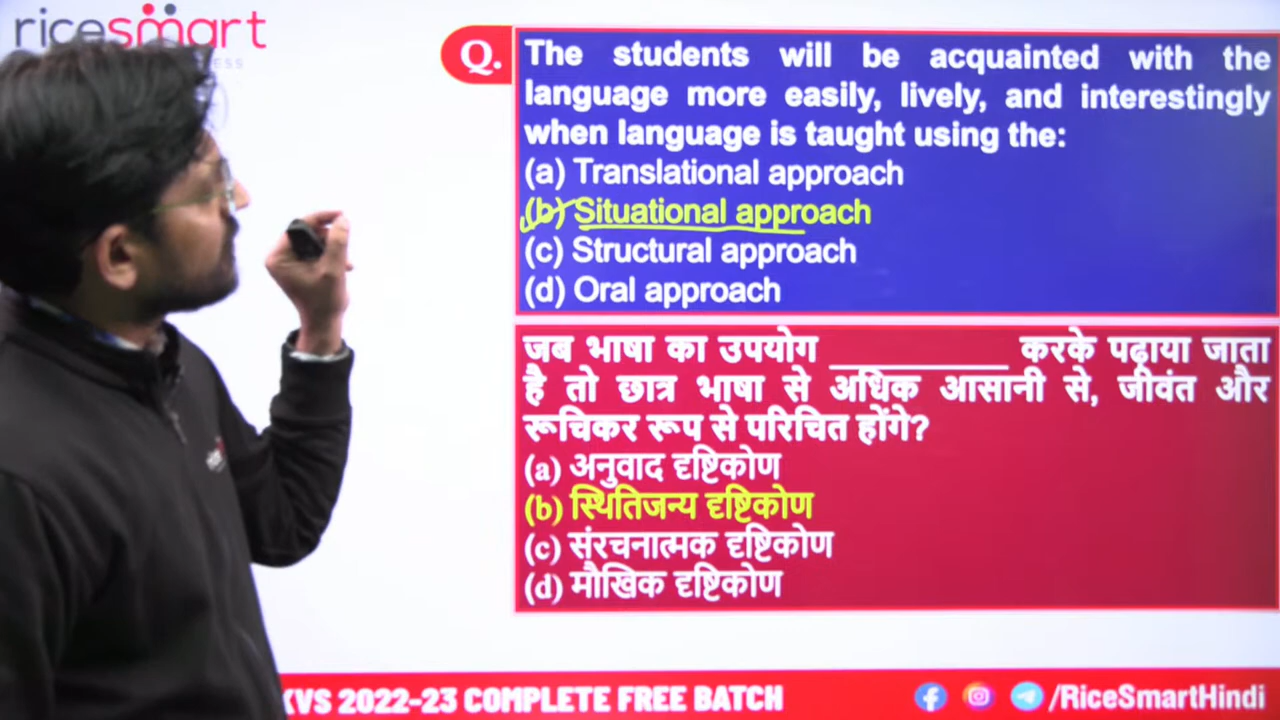 ricesmart
ESS
Q.
The students will be acquainted with the
language more easily, lively, and interestingly
when language is taught using the:
(a) Translational approach
(b) Situational approach
(c) Structural approach
(d) Oral approach
जब भाषा का उपयोग __________ करके पढ़ाया जाता
है तो छात्र भाषा से अधिक आसानी से, जीवंत और
रूचिकर रूप से परिचित होंगे?
(a) अनुवाद दृष्टिकोण
(b) स्थितिजन्य दृष्टिकोण
(c) संरचनात्मक दृष्टिकोण
(d) मौखिक दृष्टिकोण
KVS 2022-23 COMPLETE FREE BATCH
/RiceSmartHindi